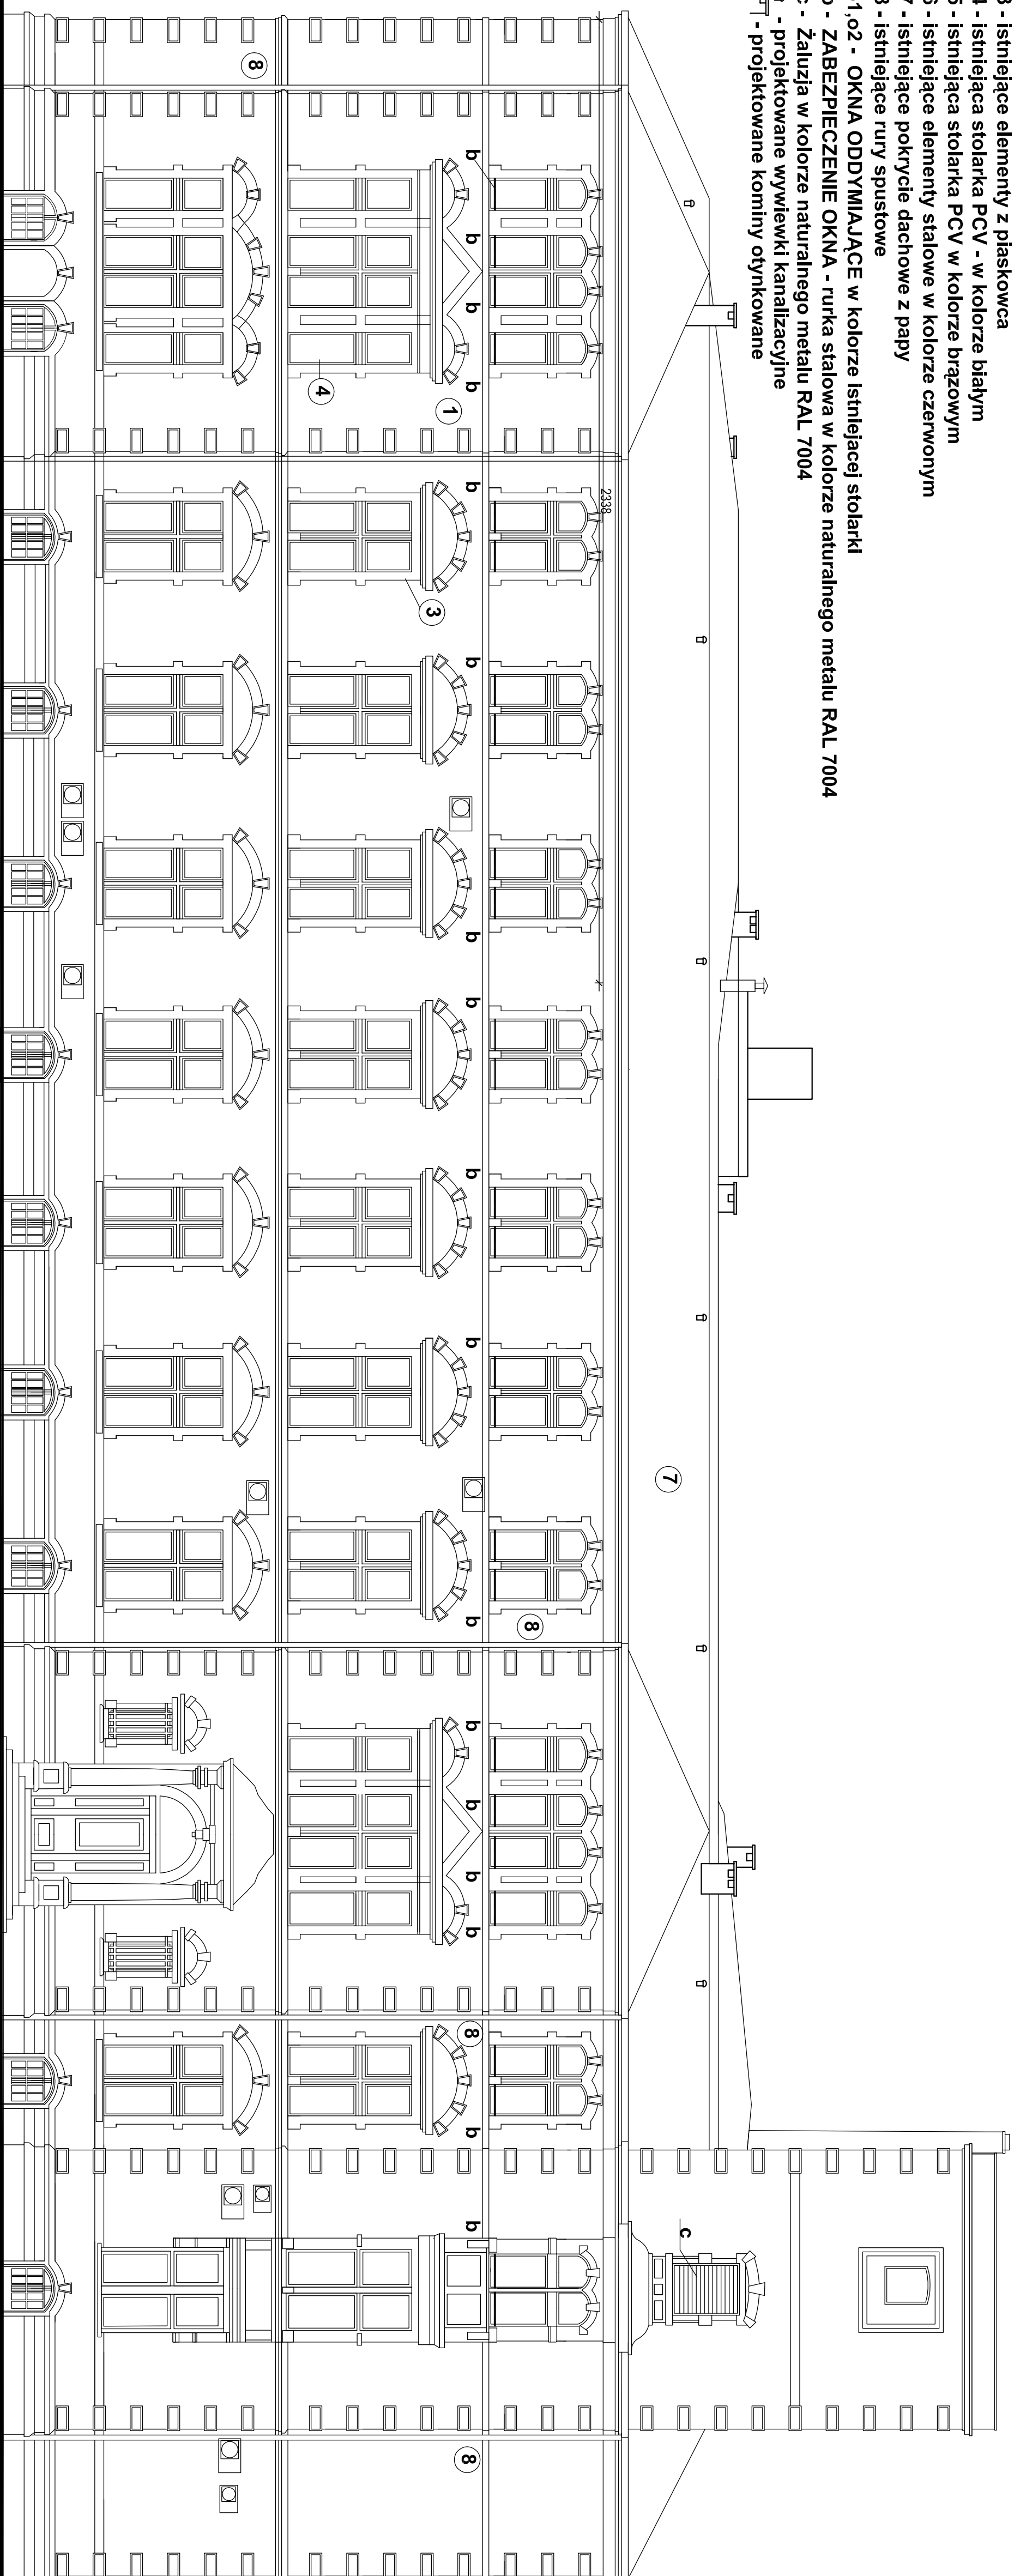 3 - istniejące elementy z piaskowca
4 - istniejąca stolarka PCV - w kolorze białym
5 - istniejąca stolarka PCV w kolorze brązowym
6 - istniejące elementy stalowe w kolorze czerwonym
7 - istniejące pokrycie dachowe z papy
8 - istniejące rury spustowe
1,o2 - OKNA ODDYMIAJĄCE w kolorze istniejacej stolarki
b - ZABEZPIECZENIE OKNA - rurka stalowa w kolorze naturalnego metalu RAL 7004
c - Żaluzja w kolorze naturalnego metalu RAL 7004
- projektowane wywiewki kanalizacyjne
- projektowane kominy otynkowane
c
7
2338
8
b b b b b b b b b b b b b b b b b b b
1
3
8
8
4
8